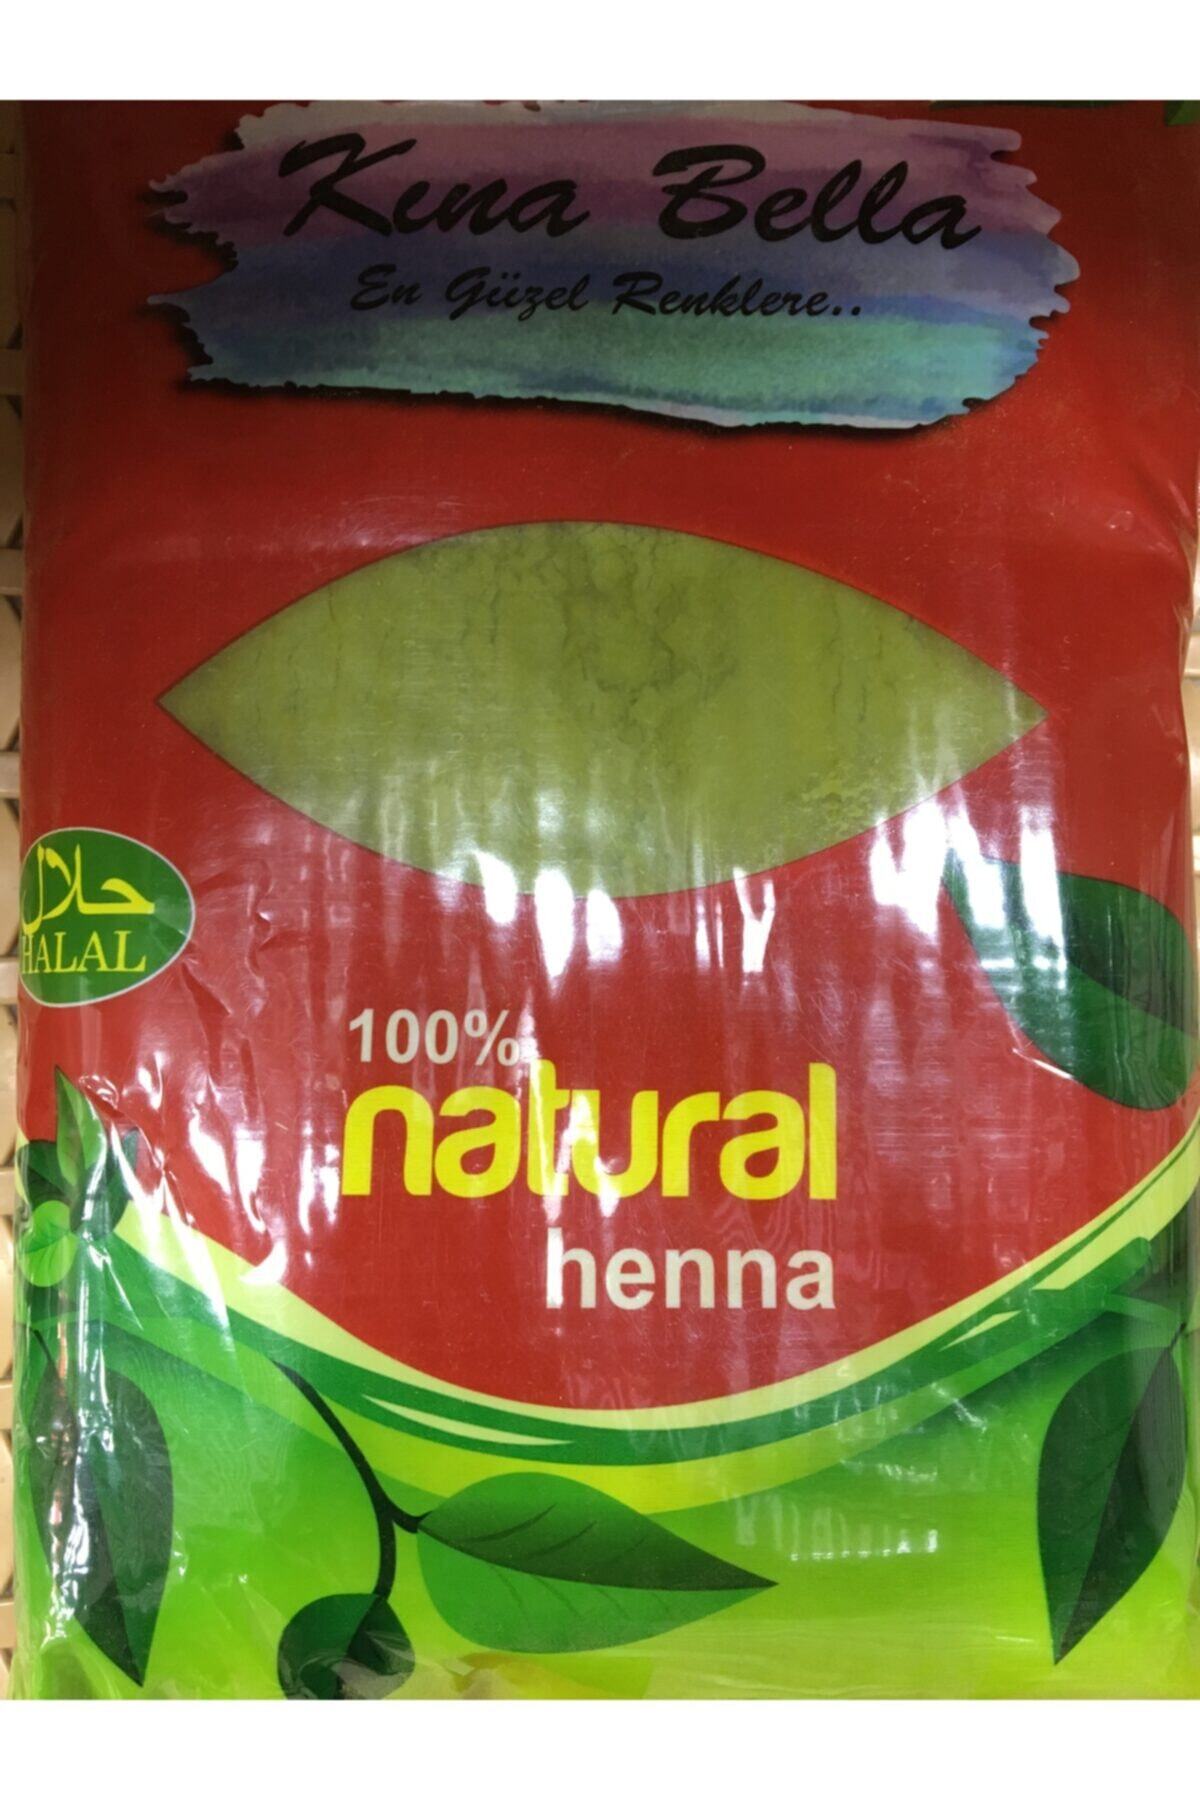 Kına Bella
En Güzel Renklere..
حلال
HALAL
100%
natural
henna